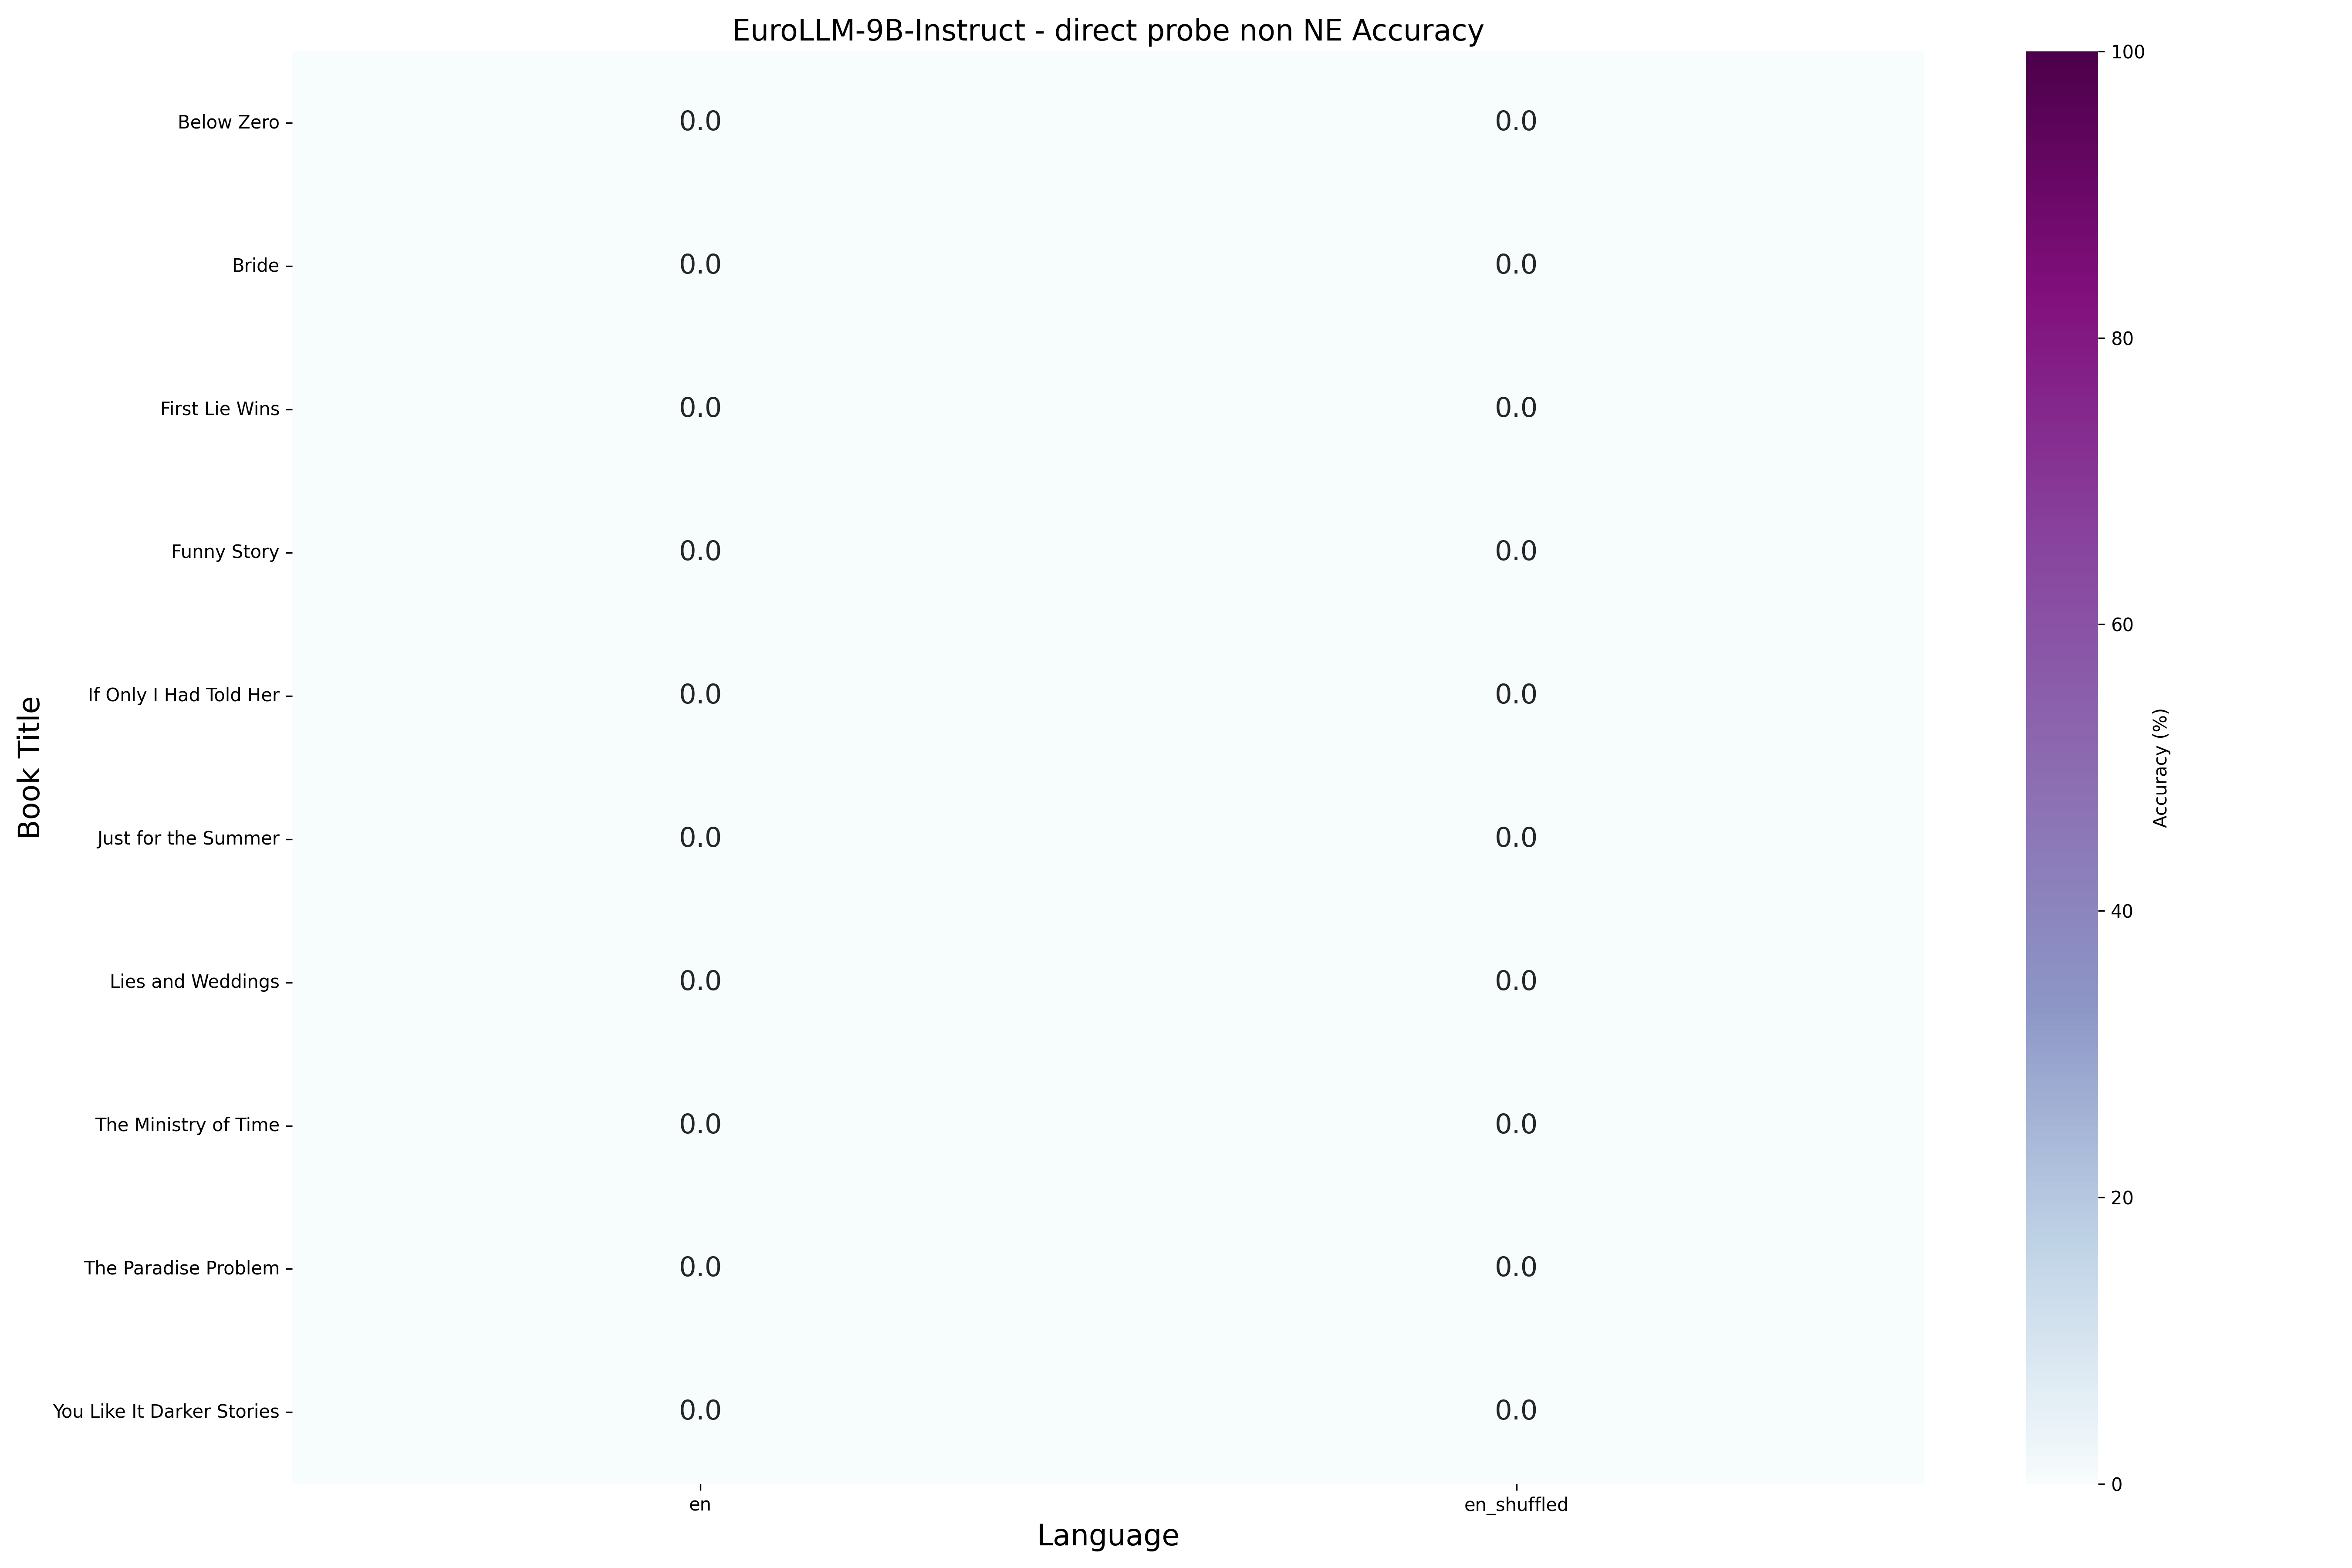 EuroLLM-9B-Instruct - direct probe non NE Accuracy
Book Title
Below Zero 0.0 0.0
Bride 0.0 0.0
First Lie Wins 0.0 0.0
Funny Story 0.0 0.0
If Only I Had Told Her 0.0 0.0
Just for the Summer 0.0 0.0
Lies and Weddings 0.0 0.0
The Ministry of Time 0.0 0.0
The Paradise Problem 0.0 0.0
You Like It Darker Stories 0.0 0.0
en en_shuffled
Language
100
80
60
40
20
0
Accuracy (%)